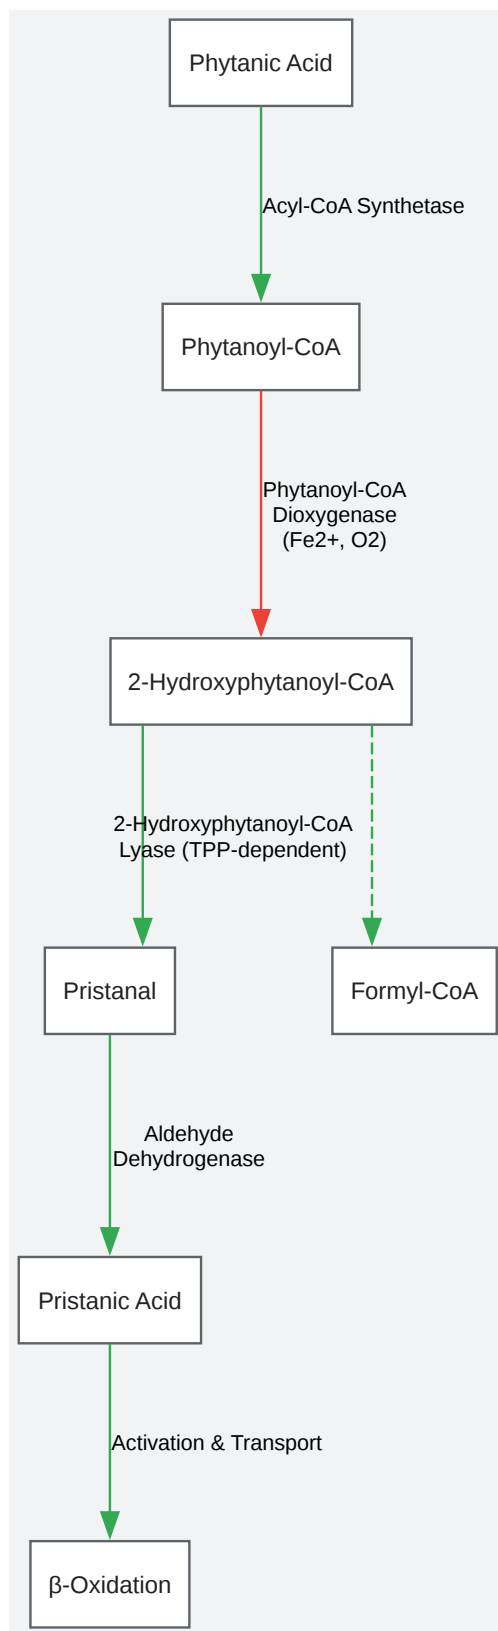 Phytanic Acid
Acyl-CoA Synthetase
Phytanoyl-CoA
Phytanoyl-CoA
Dioxygenase
(Fe2+, O2)
2-Hydroxyphytanoyl-CoA
2-Hydroxyphytanoyl-CoA
Lyase (TPP-dependent)
Pristanal
Formyl-CoA
Aldehyde
Dehydrogenase
Pristanic Acid
Activation & Transport
β-Oxidation